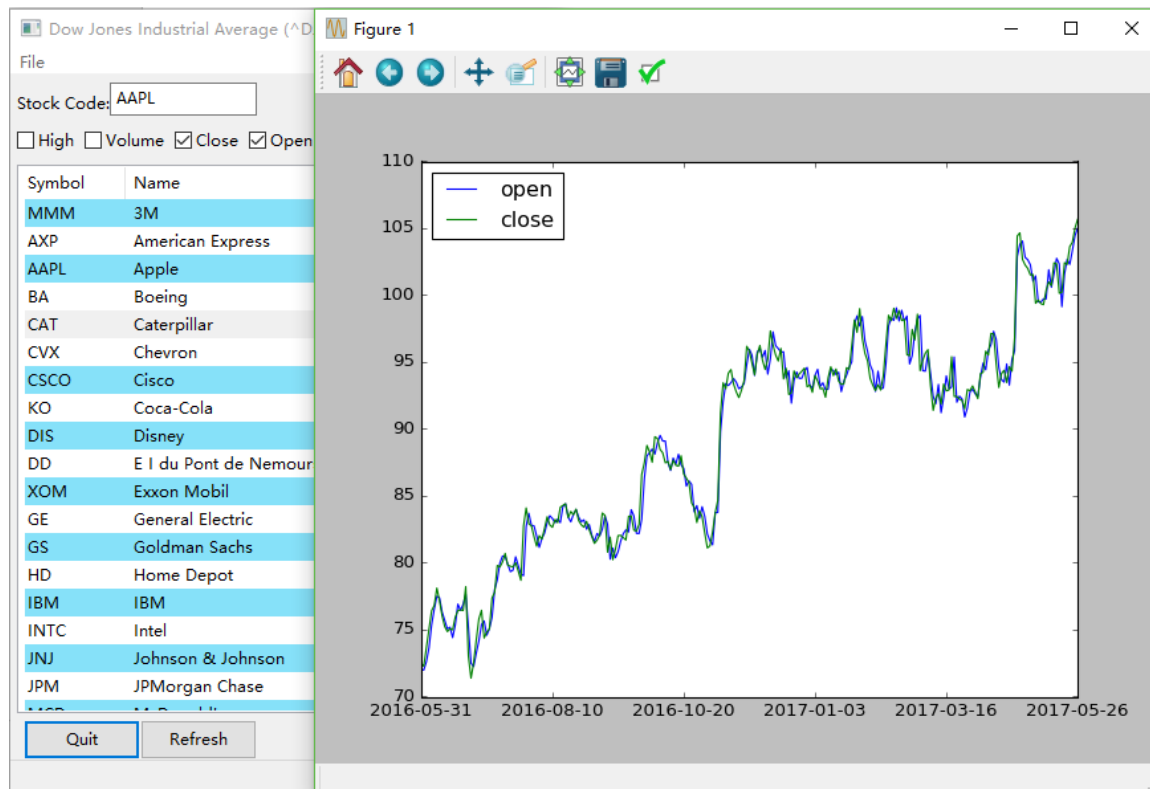 Dow Jones Industrial Average (^D
File
Stock Code: AAPL
High Volume Close Open
Symbol Name
MMM 3M
AXP American Express
AAPL Apple
BA Boeing
CAT Caterpillar
CVX Chevron
CSCO Cisco
KO Coca-Cola
DIS Disney
DD E I du Pont de Nemour
XOM Exxon Mobil
GE General Electric
GS Goldman Sachs
HD Home Depot
IBM IBM
INTC Intel
JNJ Johnson & Johnson
JPM JPMorgan Chase
Quit Refresh
Figure 1
open
close
110
105
100
95
90
85
80
75
70
2016-05-31 2016-08-10 2016-10-20 2017-01-03 2017-03-16 2017-05-26